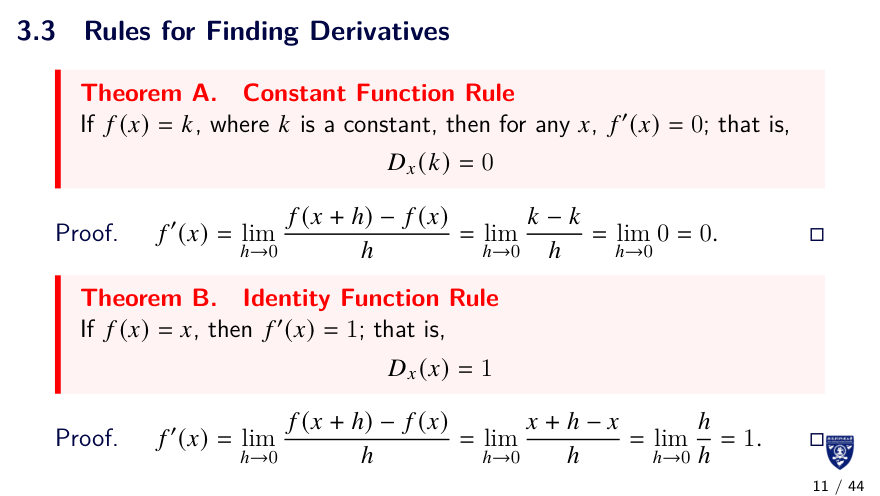 3.3 Rules for Finding Derivatives
Theorem A. Constant Function Rule
If f(x) = k, where k is a constant, then for any x, f′(x) = 0; that is,
Dₓ(k) = 0
Proof. f′(x) = lim_{h→0} (f(x + h) − f(x))/h = lim_{h→0} (k − k)/h = lim_{h→0} 0 = 0. □
Theorem B. Identity Function Rule
If f(x) = x, then f′(x) = 1; that is,
Dₓ(x) = 1
Proof. f′(x) = lim_{h→0} (f(x + h) − f(x))/h = lim_{h→0} (x + h − x)/h = lim_{h→0} h/h = 1. □
11 / 44